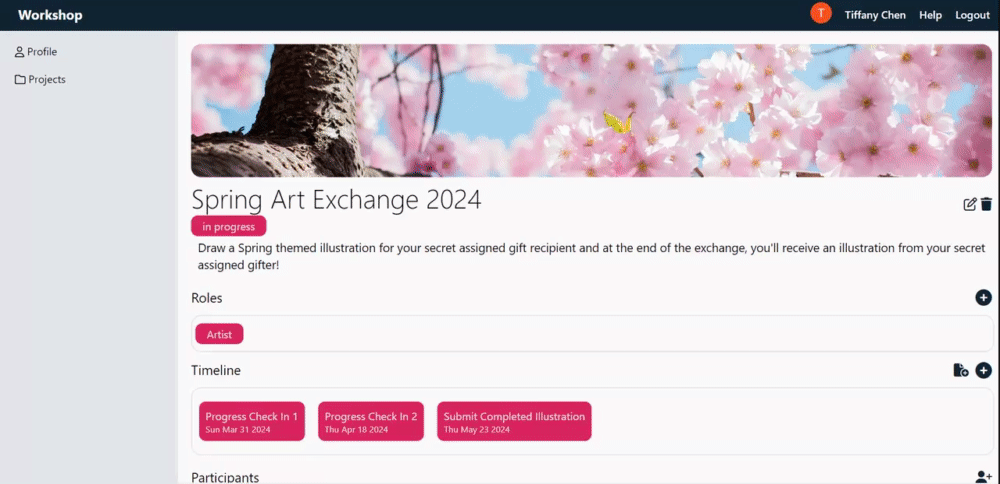 Workshop
T
Tiffany Chen
Help
Logout
Profile
Projects
Spring Art Exchange 2024
in progress
Draw a Spring themed illustration for your secret assigned gift recipient and at the end of the exchange, you'll receive an illustration from your secret
assigned gifter!
Roles
Artist
Timeline
Progress Check In 1
Sun Mar 31 2024
Progress Check In 2
Thu Apr 18 2024
Submit Completed Illustration
Thu May 23 2024
Participants